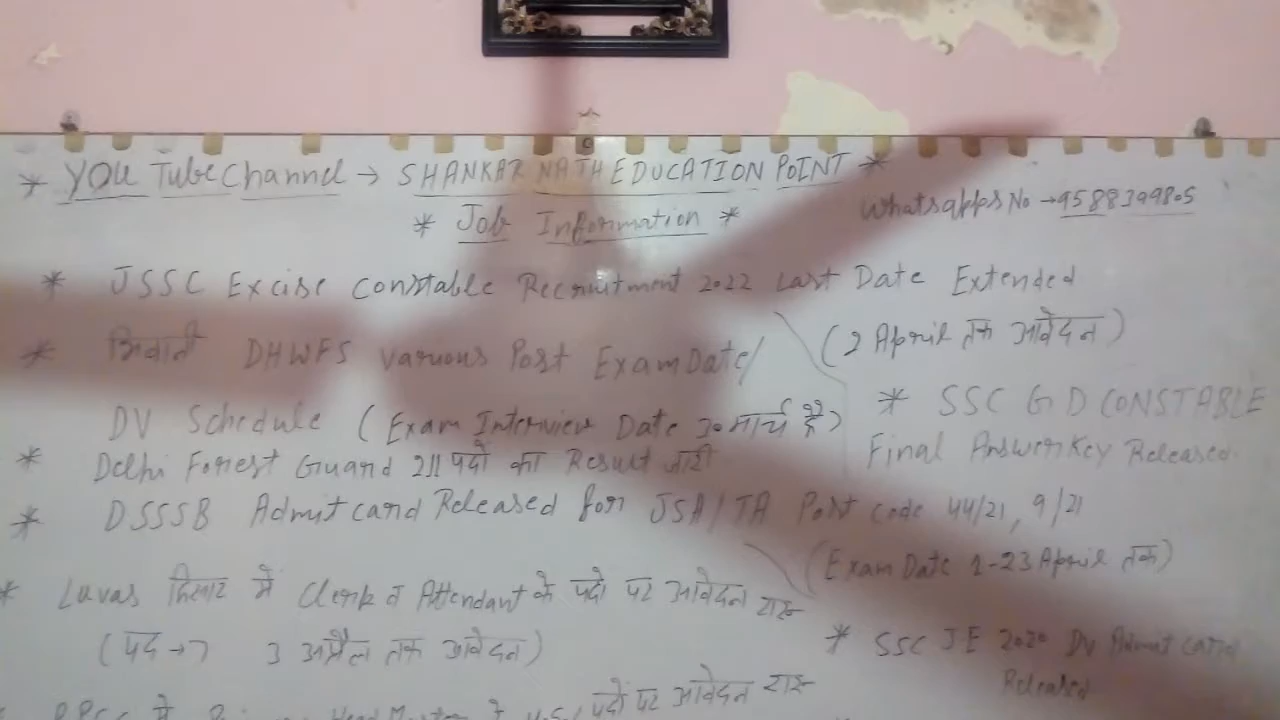 * YOU Tube Channel → SHANKAR NATH EDUCATION POINT *
Whatsapps No → 9588399805
* Job Information *
* JSSC Excise Constable Recruitment 2022 Last Date Extended
(2 April तक आवेदन)
* भिवानी DHWFS various Post Exam Date/
DV Schedule (Exam Interview Date 30 मार्च है)
* SSC GD CONSTABLE
Final Answer Key Released.
* Delhi Forest Guard 211 पदो का Result जारी
* DSSSB Admit card Released for JSA/TA Post code 44/21, 9/21
(Exam Date 1-23 April तक)
* Luvas हिसार में Clerk व Attendant के पदो पर आवेदन शुरू
(पद → 7 3 अप्रैल तक आवेदन)
* SSC JE 2020 DV Admit card
Released
पदो पर आवेदन शुरू